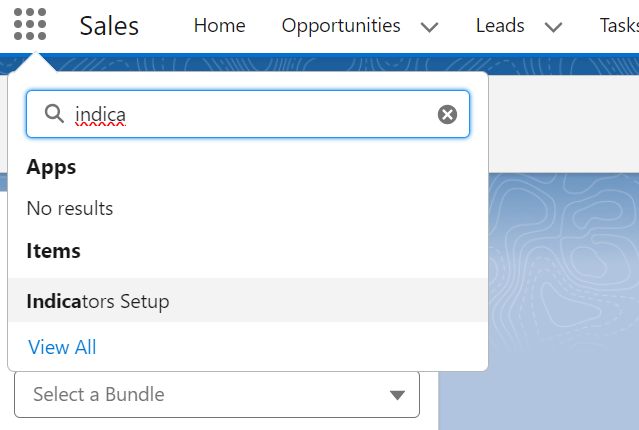 Sales Home Opportunities Leads Tasks
indica
Apps
No results
Items
Indicators Setup
View All
Select a Bundle